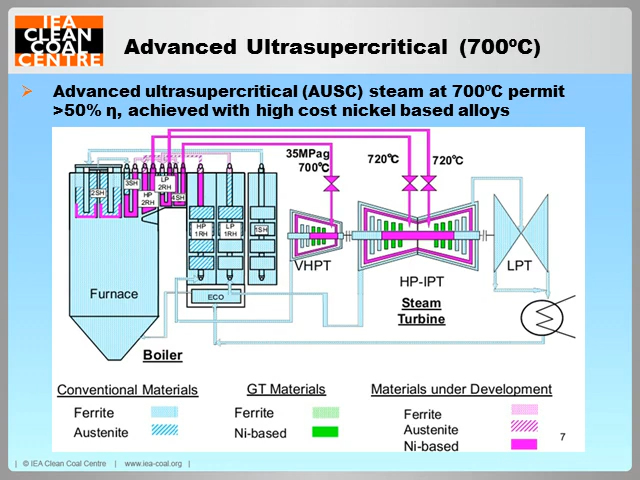 IEA
CLEAN
COAL
CENTRE
Advanced Ultrasupercritical (700ºC)
Advanced ultrasupercritical (AUSC) steam at 700ºC permit
>50% η, achieved with high cost nickel based alloys
35MPag
700℃
720℃
720℃
2SH
3SH
HP
2RH
LP
2RH
4SH
HP
1RH
LP
1RH
1SH
VHPT
HP-IPT
LPT
Furnace
ECO
Steam
Turbine
Boiler
Conventional Materials
Ferrite
Austenite
GT Materials
Ferrite
Ni-based
Materials under Development
Ferrite
Austenite
Ni-based
7
| © IEA Clean Coal Centre | www.iea-coal.org |